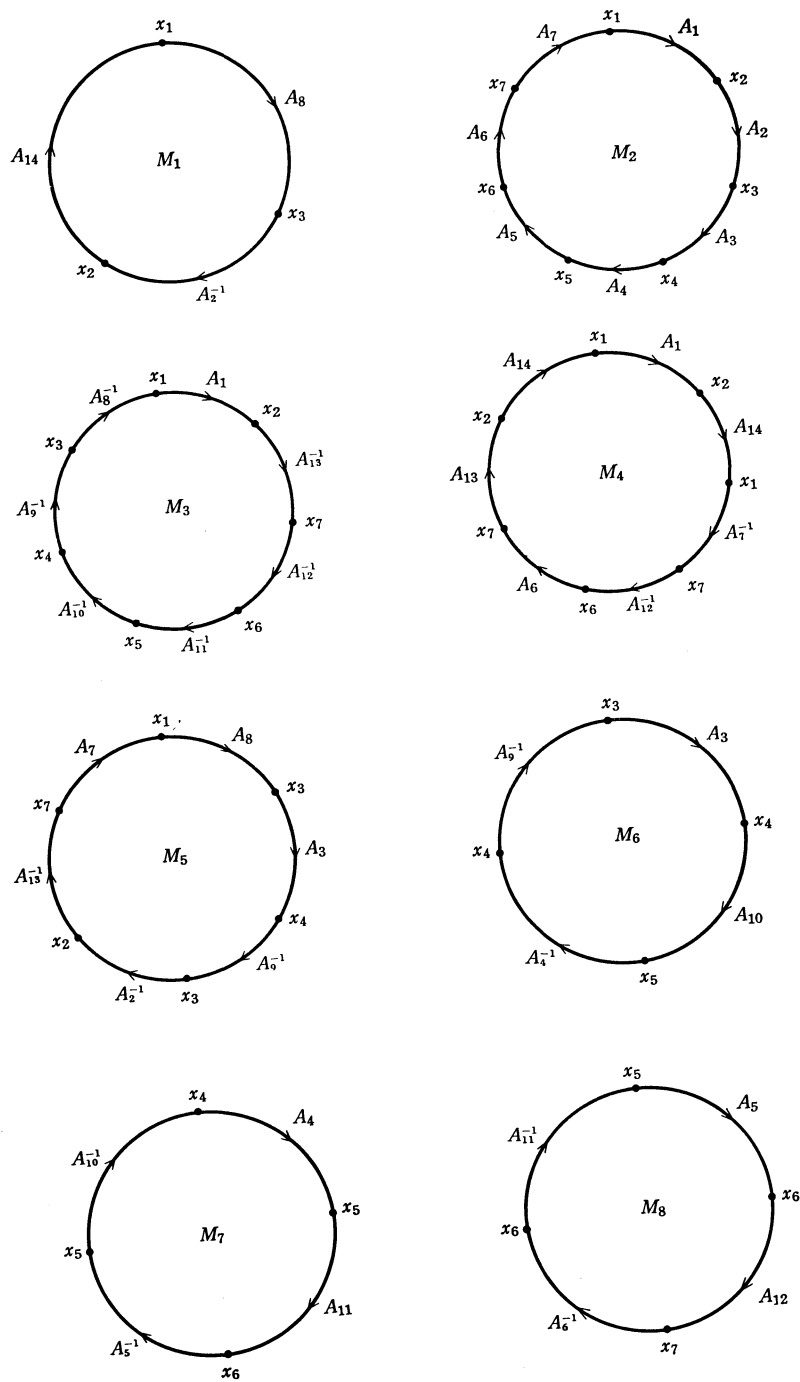 x₁
A₈
x₃
A₂⁻¹
x₂
A₁₄
M₁
x₁
A₁
x₂
A₂
x₃
A₃
x₄
A₄
x₅
A₅
x₆
A₆
x₇
A₇
M₂
x₁
A₁
x₂
A₁₃⁻¹
x₇
A₁₂⁻¹
x₆
A₁₁⁻¹
x₅
A₁₀⁻¹
x₄
A₉⁻¹
x₃
A₈⁻¹
M₃
x₁
A₁
x₂
A₁₄
x₁
A₇⁻¹
x₇
A₁₂⁻¹
x₆
A₆
x₇
A₁₃
x₂
A₁₄
M₄
x₁
A₈
x₃
A₃
x₄
A₉⁻¹
x₃
A₂⁻¹
x₂
A₁₃⁻¹
x₇
A₇
M₅
x₃
A₃
x₄
A₁₀
x₅
A₄⁻¹
x₄
A₉⁻¹
M₆
x₄
A₄
x₅
A₁₁
x₆
A₅⁻¹
x₅
A₁₀⁻¹
M₇
x₅
A₅
x₆
A₁₂
x₇
A₆⁻¹
x₆
A₁₁⁻¹
M₈